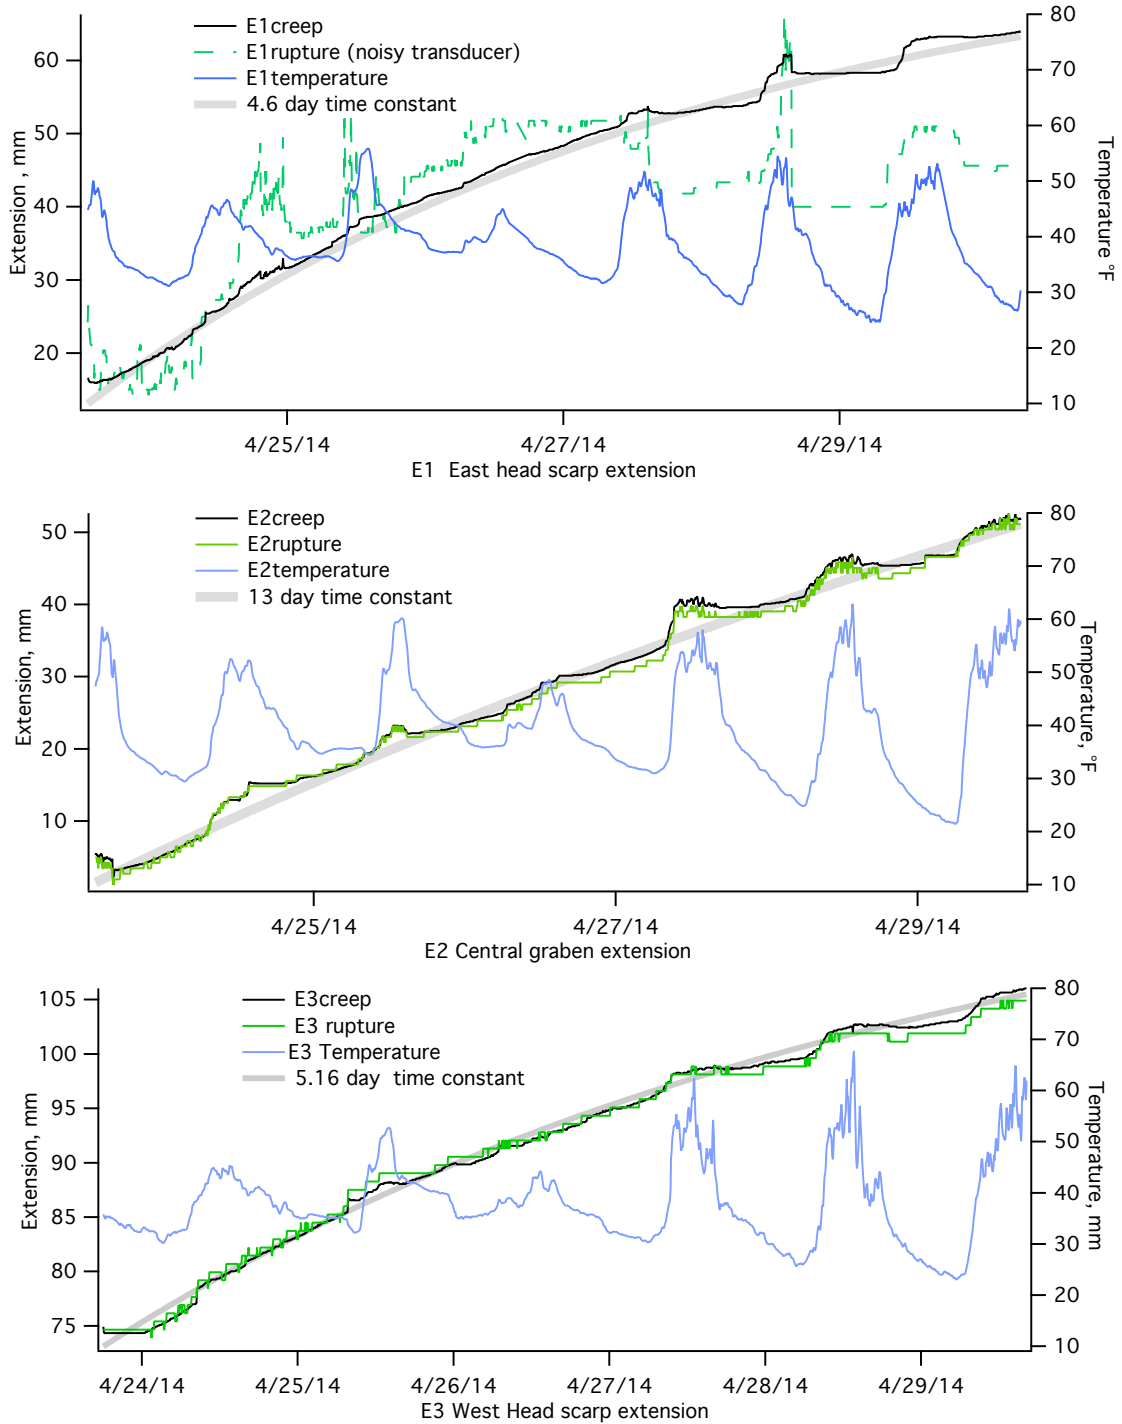 E1creep
E1rupture (noisy transducer)
E1temperature
4.6 day time constant
Extension , mm
60
50
40
30
20
80
70
60
50
40
30
20
10
Temperature °F
4/25/14
4/27/14
4/29/14
E1 East head scarp extension
E2creep
E2rupture
E2temperature
13 day time constant
Extension, mm
50
40
30
20
10
80
70
60
50
40
30
20
10
Temperature, °F
4/25/14
4/27/14
4/29/14
E2 Central graben extension
E3creep
E3 rupture
E3 Temperature
5.16 day time constant
Extension, mm
105
100
95
90
85
80
75
80
70
60
50
40
30
20
10
Temperature, mm
4/24/14
4/25/14
4/26/14
4/27/14
4/28/14
4/29/14
E3 West Head scarp extension